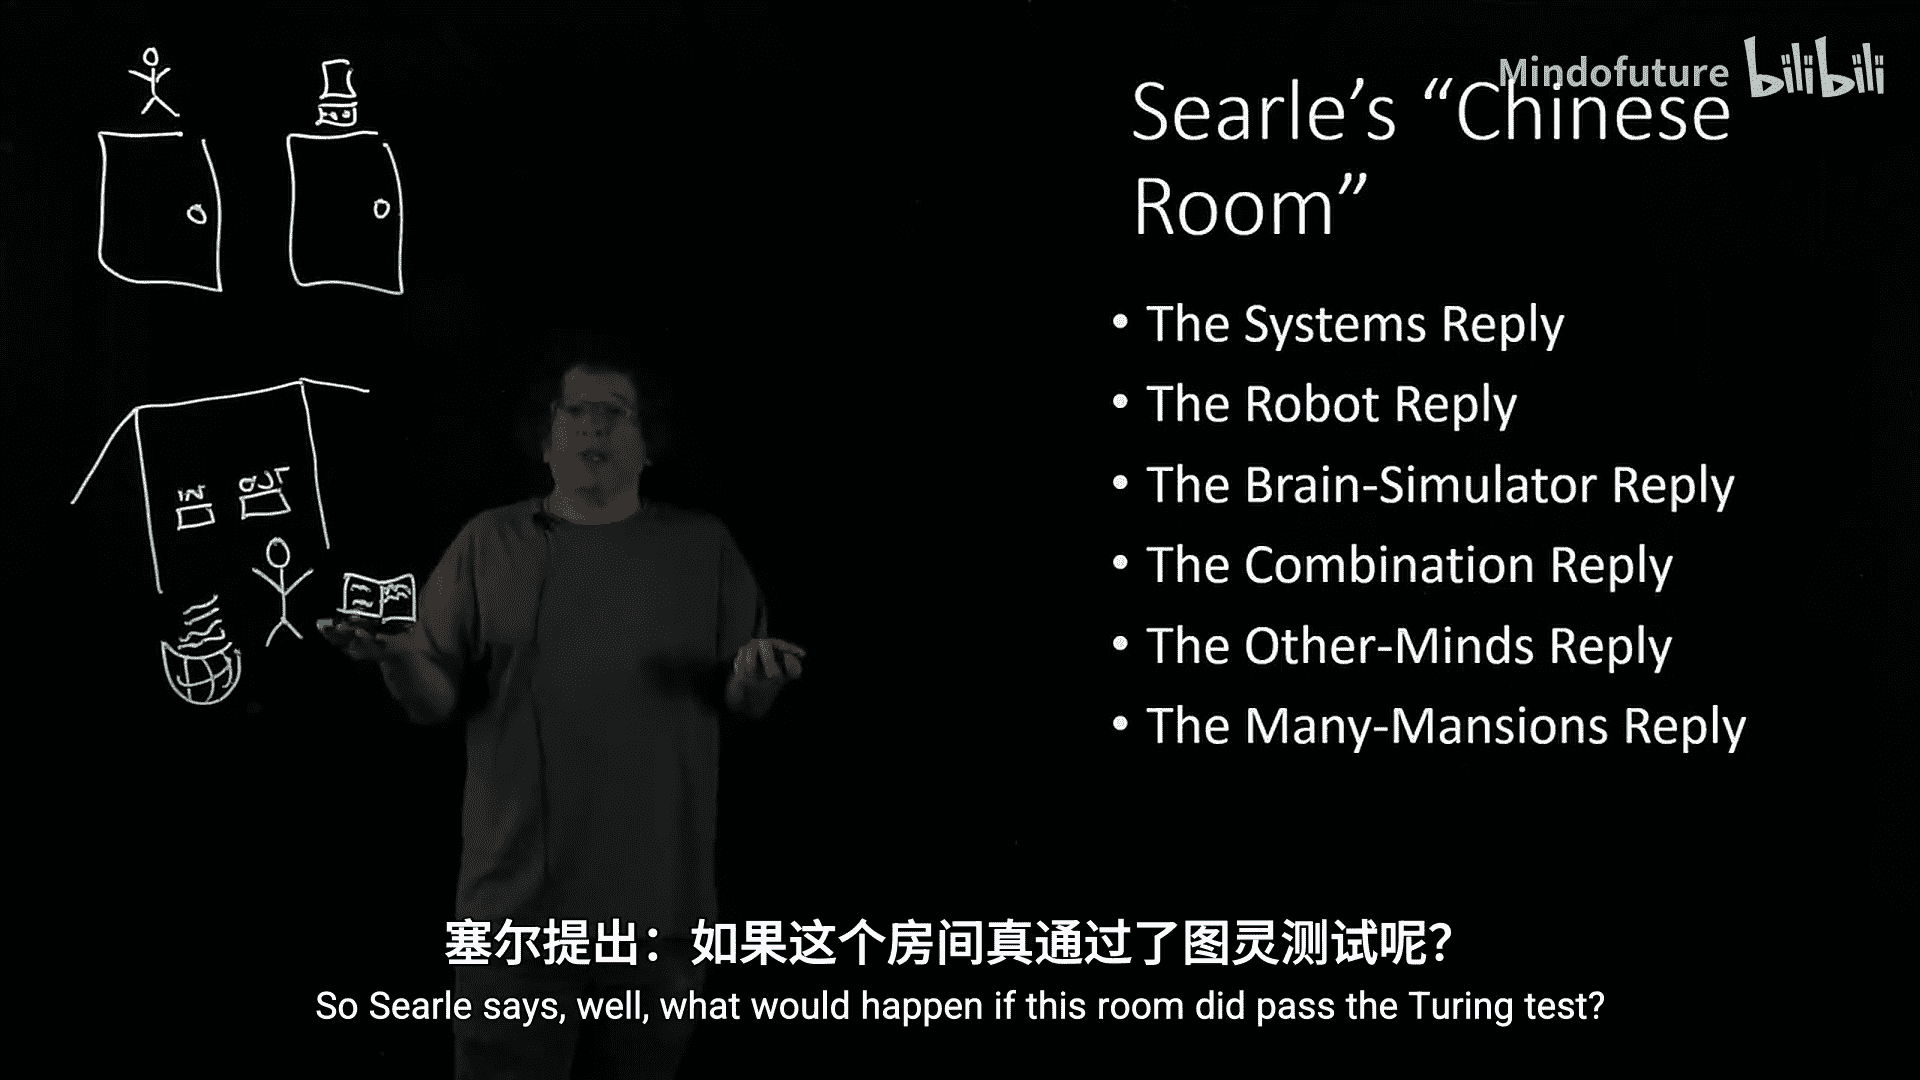 Mindofuture bilibili
Searle’s “Chinese
Room”
• The Systems Reply
• The Robot Reply
• The Brain-Simulator Reply
• The Combination Reply
• The Other-Minds Reply
• The Many-Mansions Reply
IN OUT
塞尔提出：如果这个房间真通过了图灵测试呢？
So Searle says, well, what would happen if this room did pass the Turing test?